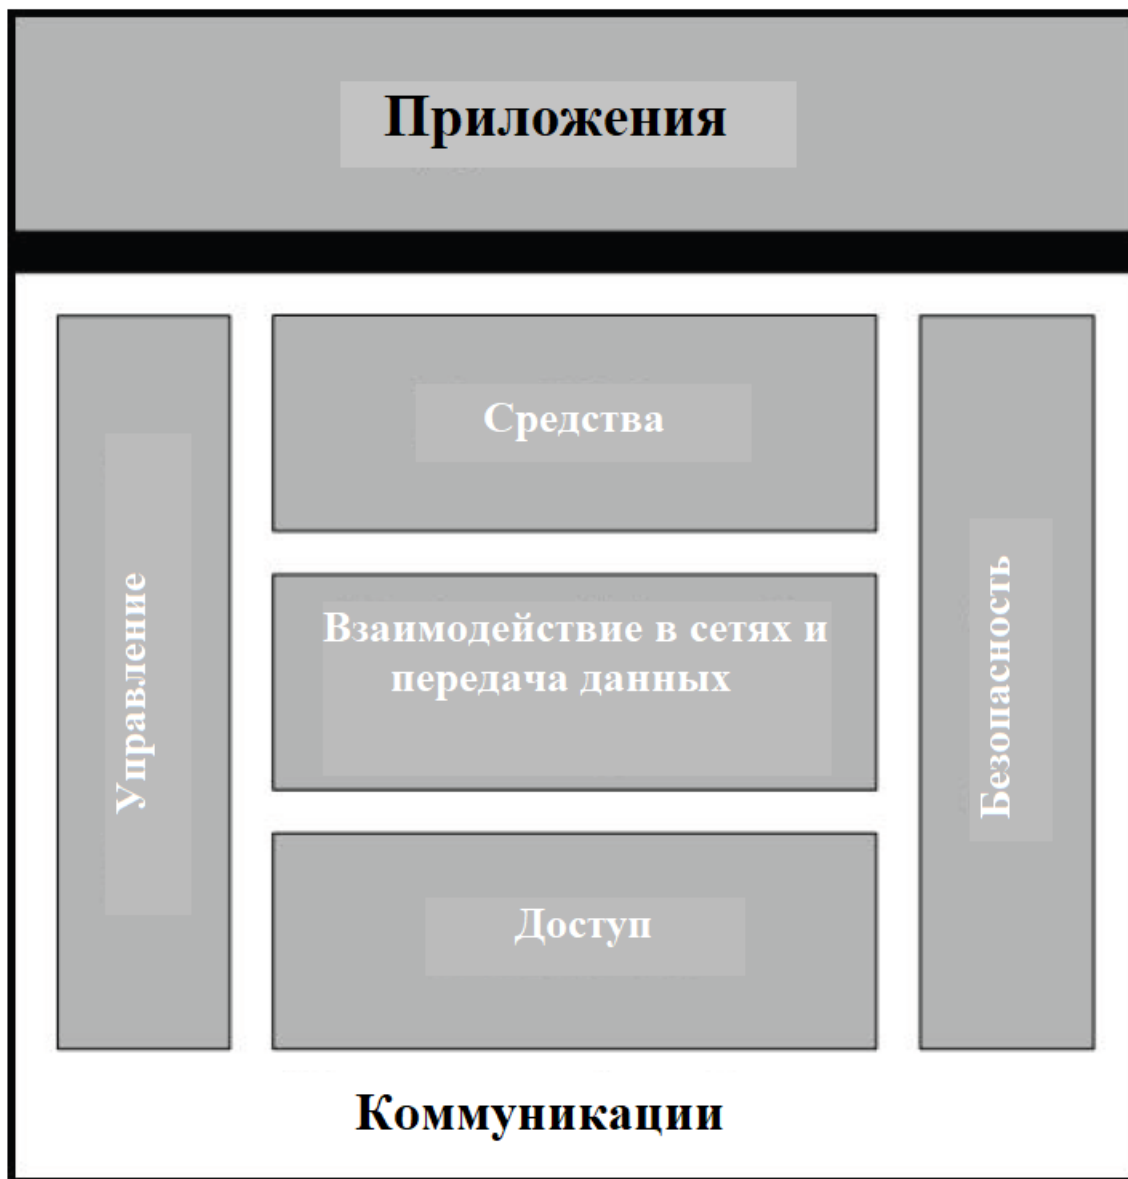 Приложения
Средства
Управление
Взаимодействие в сетях и
передача данных
Безопасность
Доступ
Коммуникации